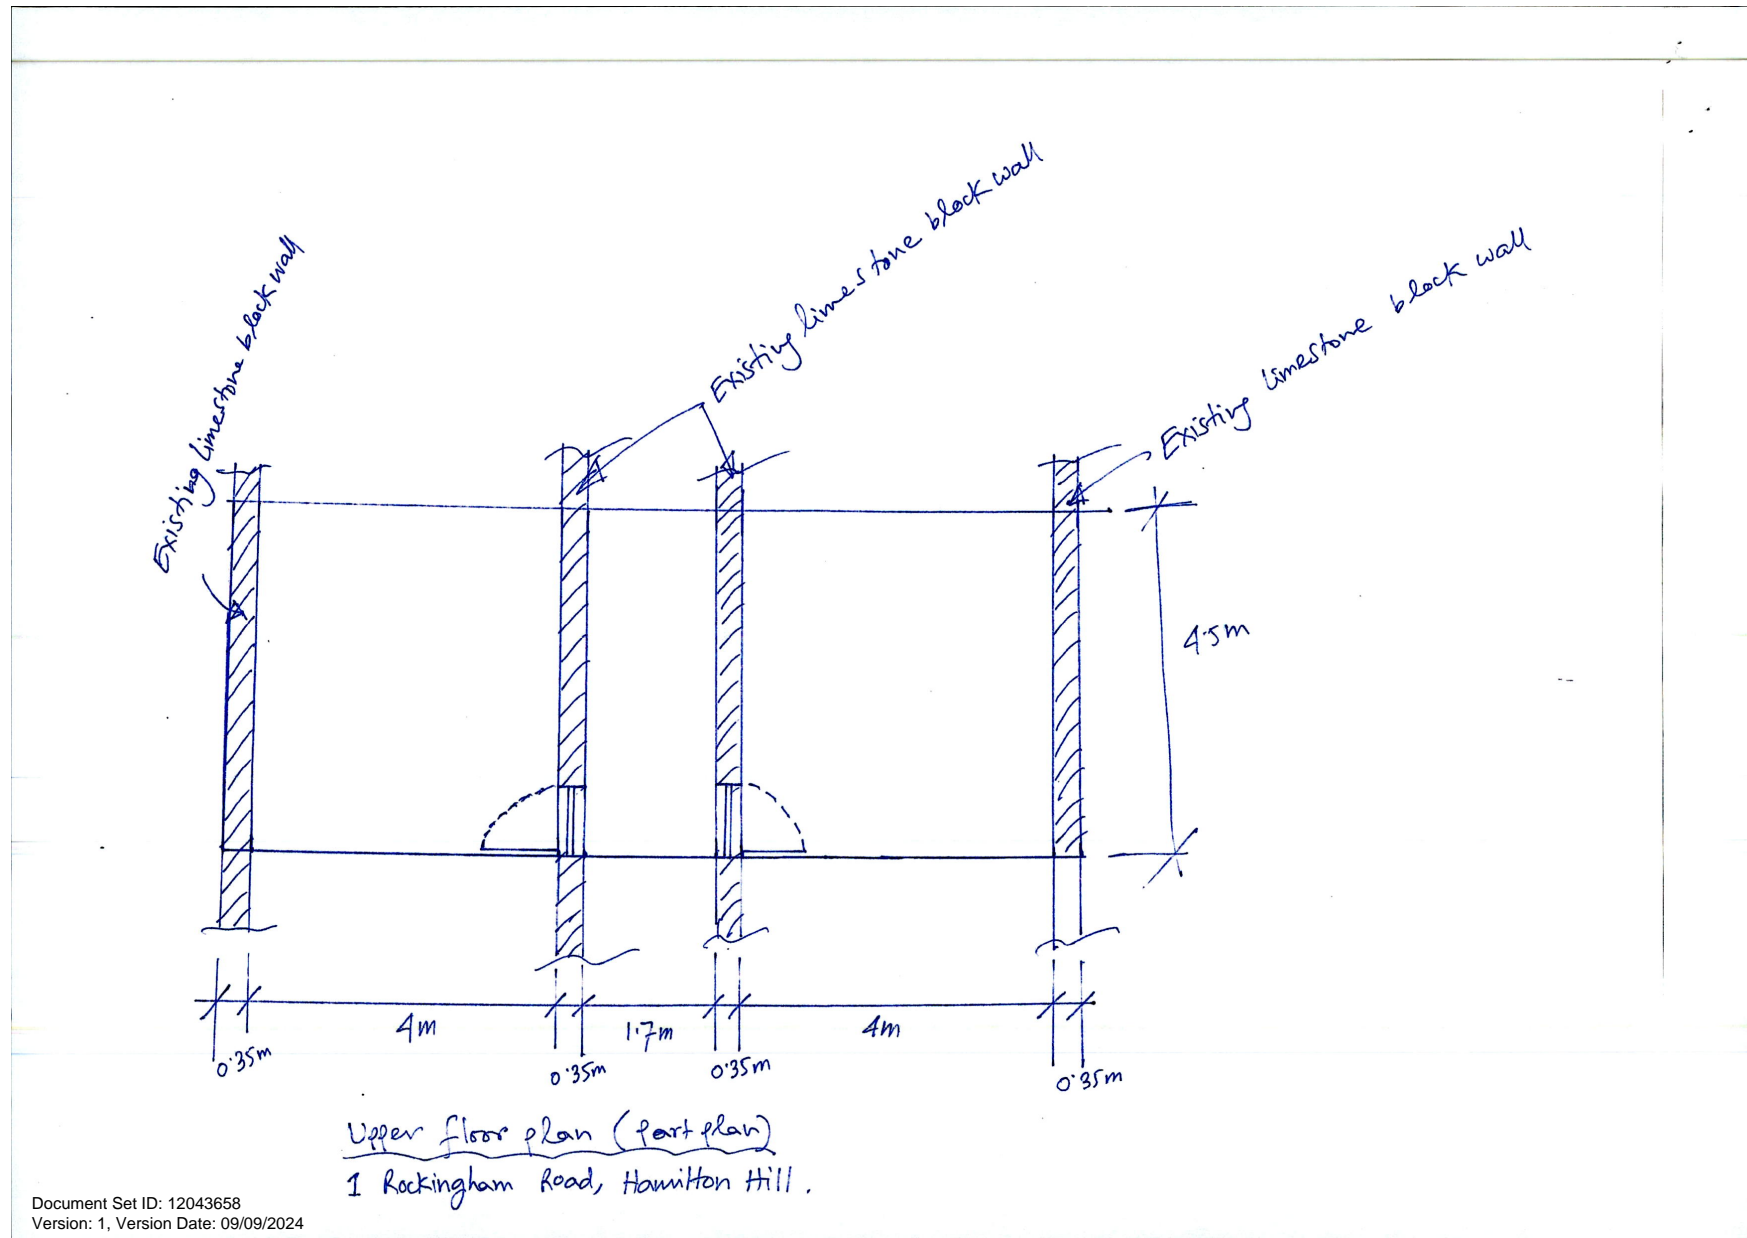 Existing limestone block wall
Existing limestone block wall
Existing limestone block wall
4.5m
4m
1.7m
4m
0.35m
0.35m
0.35m
0.35m
Upper floor plan (part plan)
1 Rockingham Road, Hamilton Hill.
Document Set ID: 12043658
Version: 1, Version Date: 09/09/2024